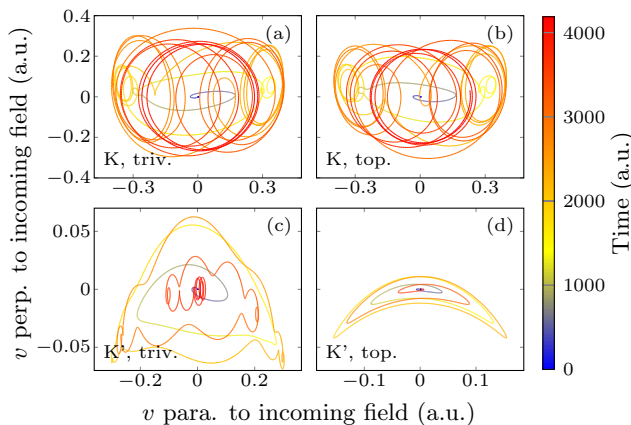 0.4
0.2
0
−0.2
−0.4
(a)
K, triv.
−0.3
0
0.3
(b)
K, top.
−0.3
0
0.3
0.05
0
−0.05
(c)
K', triv.
−0.2
0
0.2
(d)
K', top.
−0.1
0
0.1
v perp. to incoming field (a.u.)
v para. to incoming field (a.u.)
4000
3000
2000
1000
0
Time (a.u.)